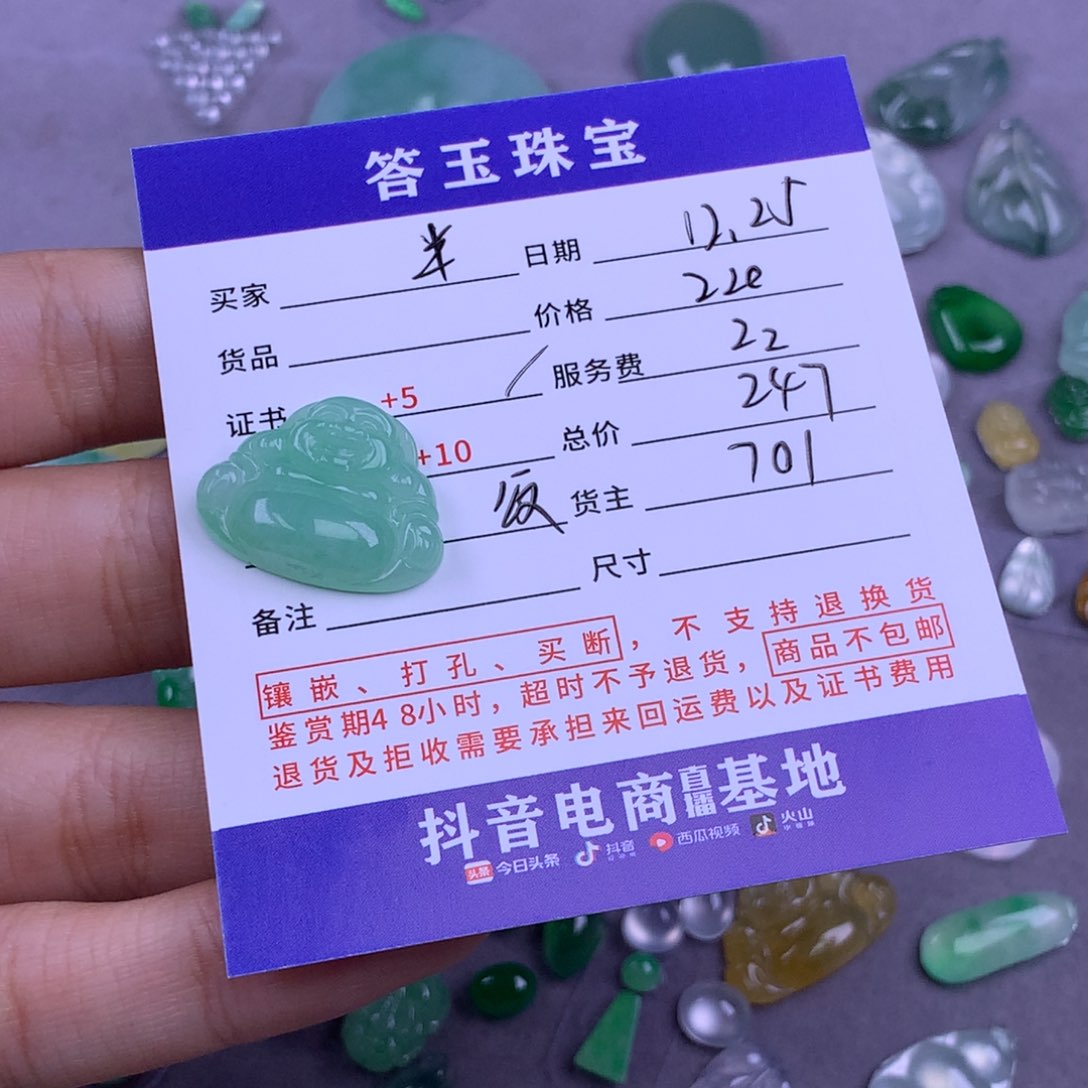 答玉珠宝
买家 米 日期 12.25
货品 价格 220
证书 +5 服务费 22
+10 总价 247
货主 701
备注 尺寸
镶嵌、打孔、买断，不支持退换货
鉴赏期48小时，超时不予退货，商品不包邮
退货及拒收需要承担来回运费以及证书费用
抖音电商直播基地
头条 今日头条 抖音 西瓜视频 火山